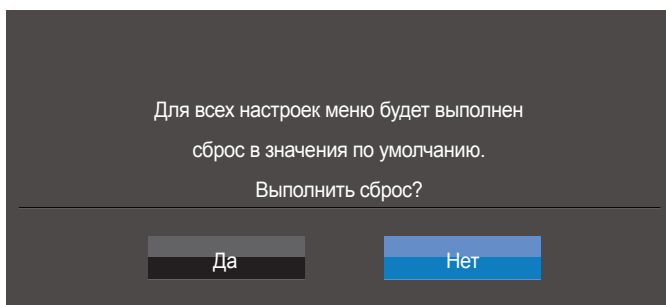 Для всех настроек меню будет выполнен
сброс в значения по умолчанию.
Выполнить сброс?
Да
Нет